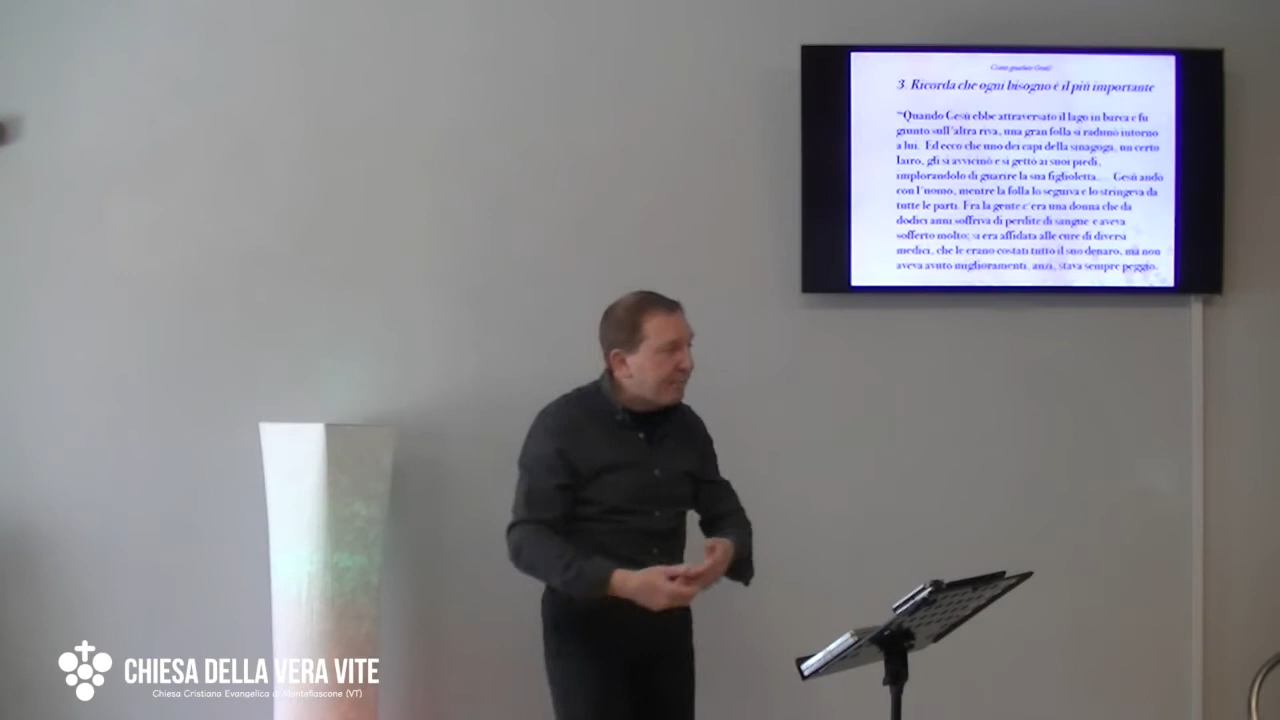 3. Ricorda che ogni bisogno è il più importante
“Quando Gesù ebbe attraversato il lago in barca e fu
giunto sull'altra riva, una gran folla si radunò intorno
a lui. Ed ecco che uno dei capi della sinagoga, un certo
Iairo, gli si avvicinò e si gettò ai suoi piedi,
implorandolo di guarire la sua figlioletta… Gesù andò
con l'uomo, mentre la folla lo seguiva e lo stringeva da
tutte le parti. Fra la gente c'era una donna che da
dodici anni soffriva di perdite di sangue e aveva
sofferto molto; si era affidata alle cure di diversi
medici, che le erano costati tutto il suo denaro, ma non
aveva avuto miglioramenti, anzi, stava sempre peggio.
CHIESA DELLA VERA VITE
Chiesa Cristiana Evangelica di Montefiascone (VT)